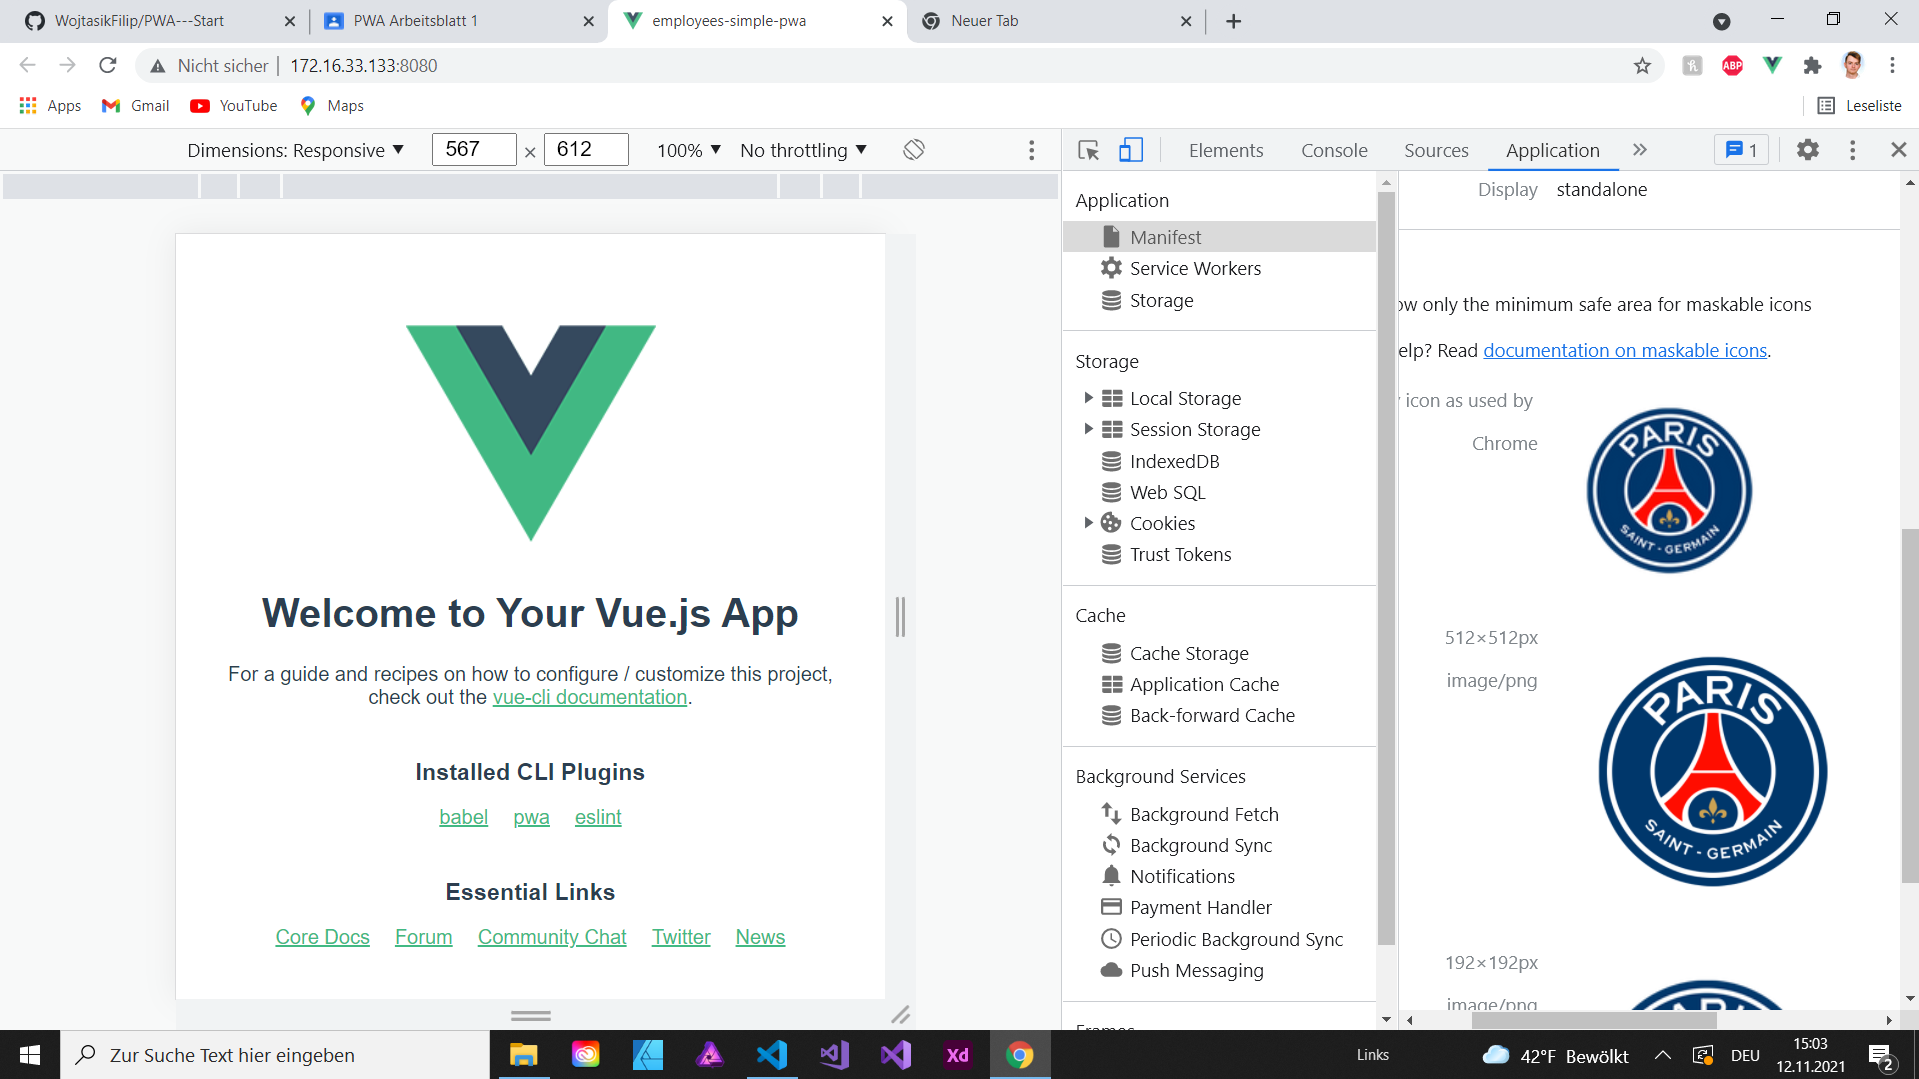 WojtasikFilip/PWA---Start
PWA Arbeitsblatt 1
employees-simple-pwa
Neuer Tab
Nicht sicher
172.16.33.133:8080
ABP
Apps
Gmail
YouTube
Maps
Leseliste
Dimensions: Responsive
567 × 612
100%
No throttling
Elements
Console
Sources
Application
1
Welcome to Your Vue.js App
For a guide and recipes on how to configure / customize this project,
check out the vue-cli documentation.
Installed CLI Plugins
babel pwa eslint
Essential Links
Core Docs Forum Community Chat Twitter News
Application
Manifest
Service Workers
Storage
Storage
Local Storage
Session Storage
IndexedDB
Web SQL
Cookies
Trust Tokens
Cache
Cache Storage
Application Cache
Back-forward Cache
Background Services
Background Fetch
Background Sync
Notifications
Payment Handler
Periodic Background Sync
Push Messaging
Frames
Display standalone
ow only the minimum safe area for maskable icons
elp? Read documentation on maskable icons.
icon as used by
Chrome
PARIS
SAINT-GERMAIN
512×512px
image/png
PARIS
SAINT-GERMAIN
192×192px
image/png
PARIS
Zur Suche Text hier eingeben
Xd
Links
42°F Bewölkt
DEU
15:03
12.11.2021
2